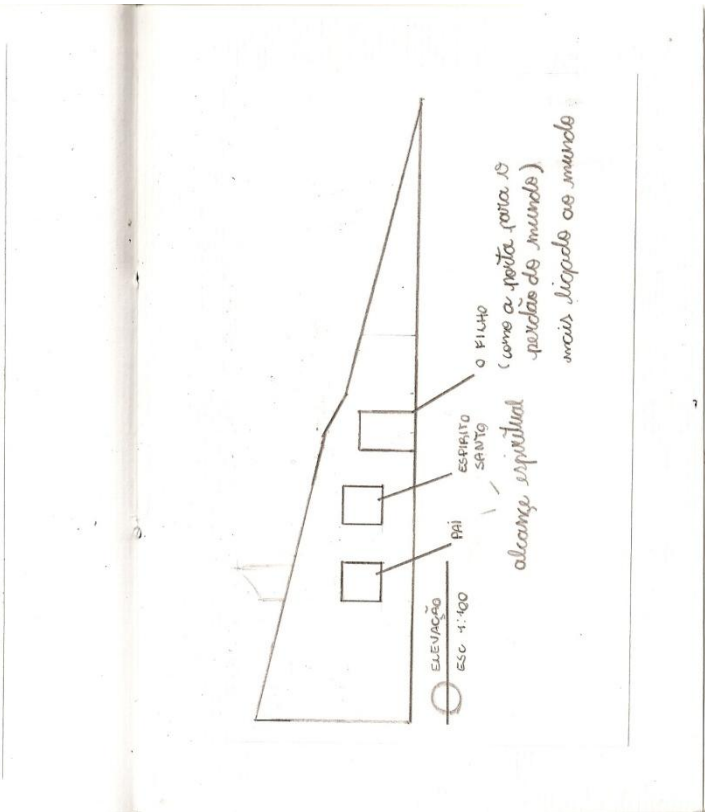 PAI
ESPIRITO
SANTO
O FILHO
(como a porta para o
perdão do mundo)
mais ligado ao mundo
alcance espiritual
ELEVAÇÃO
ESC 1:100